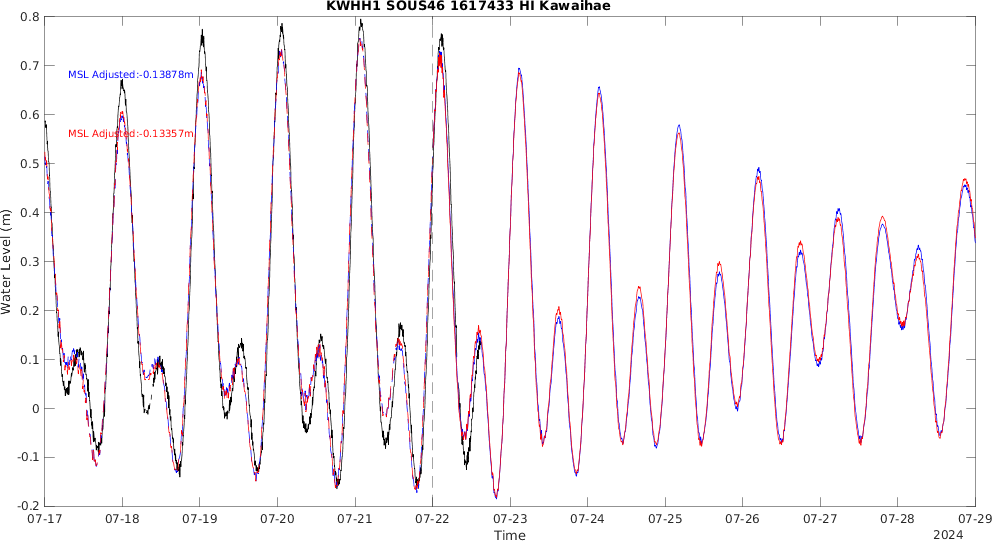 KWHH1 SOUS46 1617433 HI Kawaihae
0.8
0.7
MSL Adjusted:-0.13878m
0.6
MSL Adjusted:-0.13357m
0.5
0.4
0.3
Water Level (m)
0.2
0.1
0
-0.1
-0.2
07-17 07-18 07-19 07-20 07-21 07-22 07-23 07-24 07-25 07-26 07-27 07-28 07-29
Time
2024